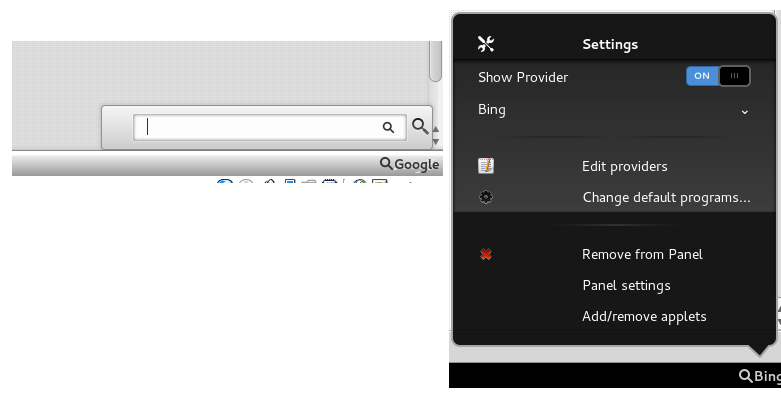 Google
Settings
Show Provider
ON
Bing
Edit providers
Change default programs...
Remove from Panel
Panel settings
Add/remove applets
Bing